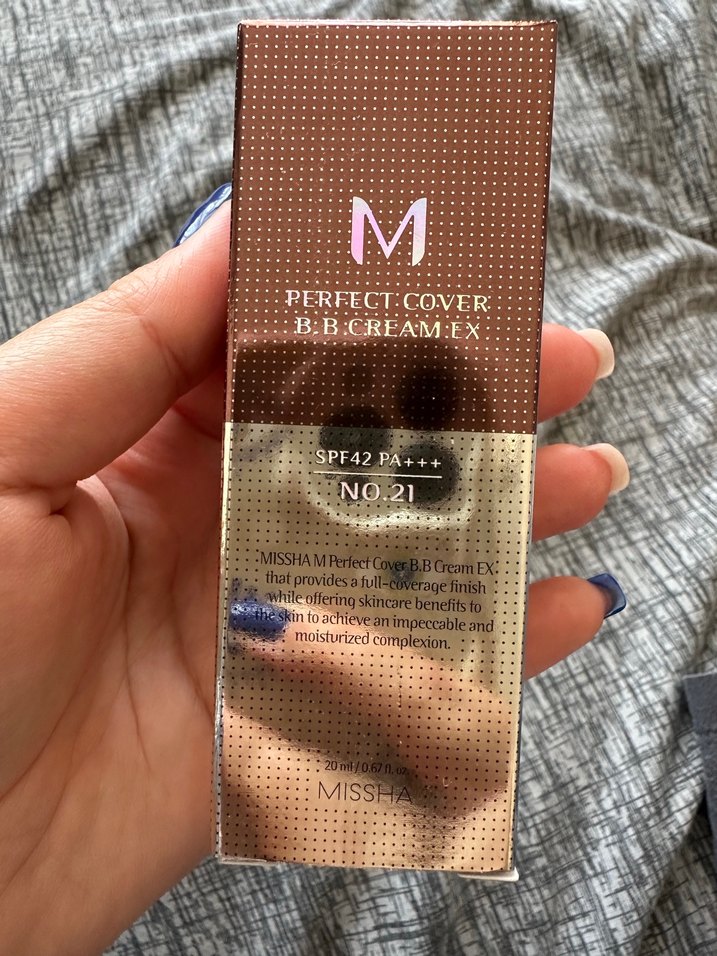 M
PERFECT COVER
B.B CREAM EX
SPF42 PA+++
NO.21
MISSHA M Perfect Cover B.B Cream EX
that provides a full-coverage finish
while offering skincare benefits to
the skin to achieve an impeccable and
moisturized complexion.
20 ml / 0.67 fl. oz.
MISSHA